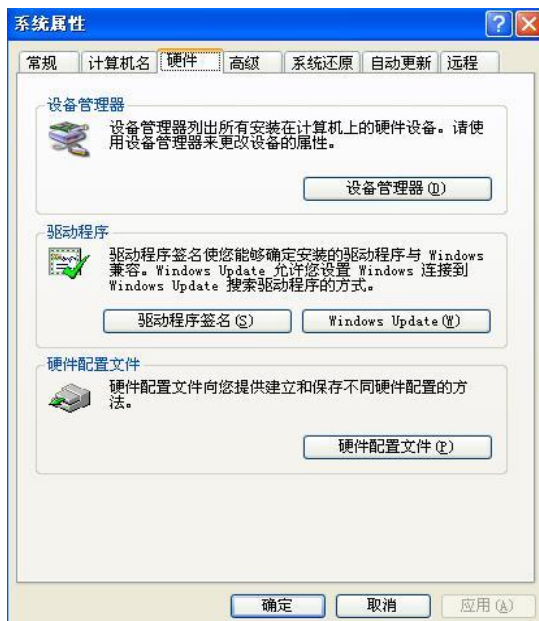 系统属性
常规 计算机名 硬件 高级 系统还原 自动更新 远程
设备管理器
设备管理器列出所有安装在计算机上的硬件设备。请使
用设备管理器来更改设备的属性。
设备管理器(D)
驱动程序
驱动程序签名使您能够确定安装的驱动程序与 Windows
兼容。Windows Update 允许您设置 Windows 连接到
Windows Update 搜索驱动程序的方式。
驱动程序签名(S) Windows Update(W)
硬件配置文件
硬件配置文件向您提供建立和保存不同硬件配置的方
法。
硬件配置文件(P)
确定 取消 应用(A)